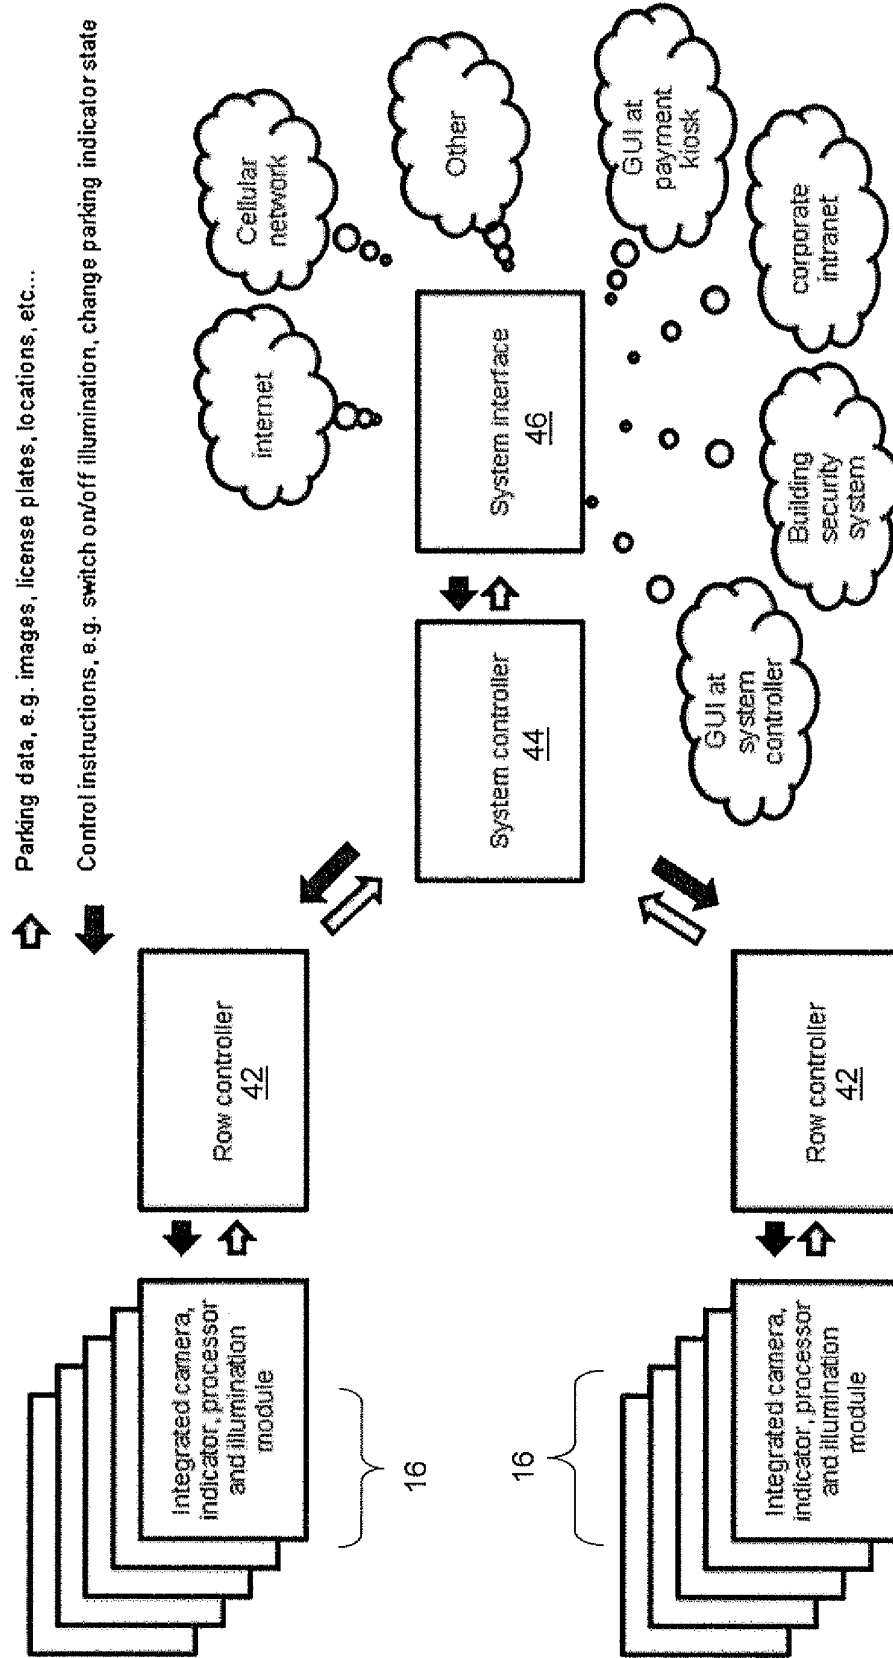 Parking data, e.g. images, license plates, locations, etc...
Control instructions, e.g. switch on/off illumination, change parking indicator state
Integrated camera,
indicator, processor
and illumination
module
16
Row controller
42
System controller
44
System interface
46
internet
Cellular
network
Other
GUI at
payment
kiosk
corporate
intranet
Building
security
system
GUI at
system
controller
16
Integrated camera,
indicator, processor
and illumination
module
Row controller
42